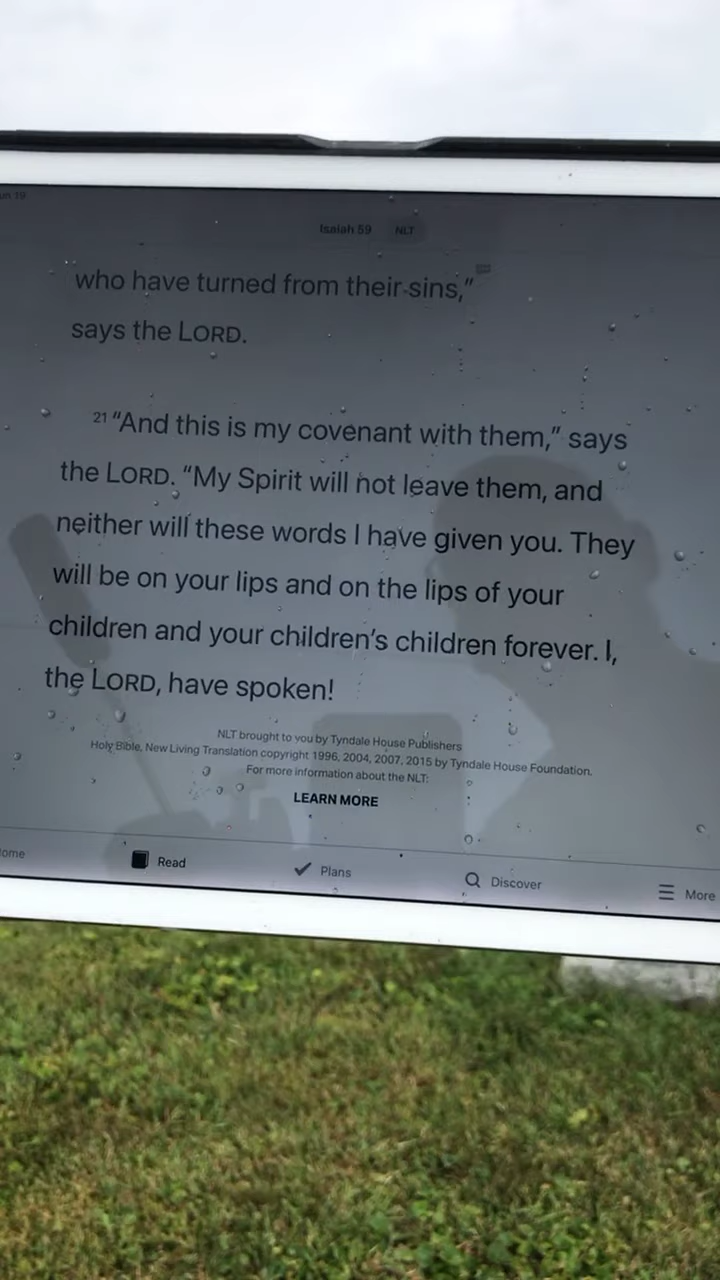 Isaiah 59 NLT
who have turned from their sins,”
says the LORD.
21 “And this is my covenant with them,” says
the LORD. “My Spirit will not leave them, and
neither will these words I have given you. They
will be on your lips and on the lips of your
children and your children’s children forever. I,
the LORD, have spoken!
NLT brought to you by Tyndale House Publishers
Holy Bible, New Living Translation copyright 1996, 2004, 2007, 2015 by Tyndale House Foundation.
For more information about the NLT:
LEARN MORE
Read Plans Discover More